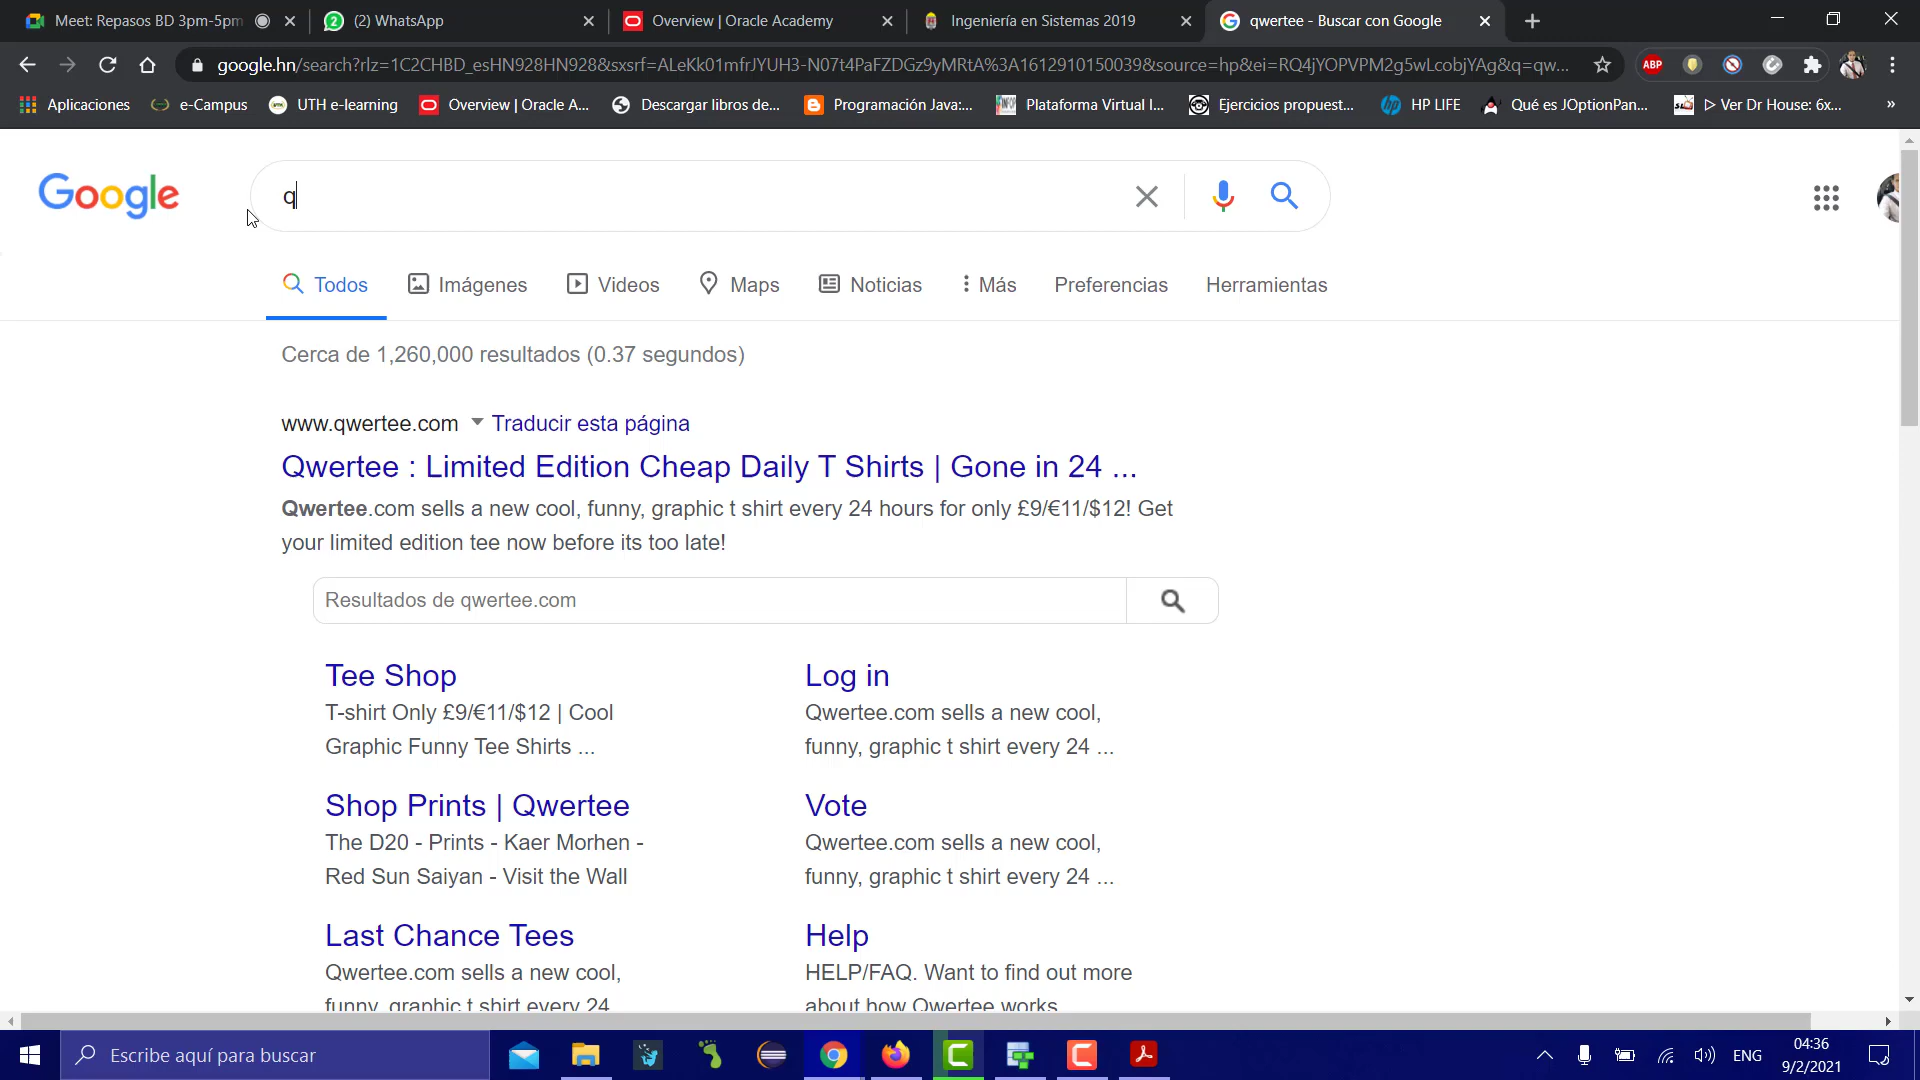 Meet: Repasos BD 3pm-5pm
(2) WhatsApp
Overview | Oracle Academy
Ingeniería en Sistemas 2019
qwertee - Buscar con Google
google.hn/search?rlz=1C2CHBD_esHN928HN928&sxsrf=ALeKk01mfrJYUH3-N07t4PaFZDGz9yMRtA%3A1612910150039&source=hp&ei=RQ4jYOPVPM2g5wLcobjYAg&q=qw...
ABP
Aplicaciones
e-Campus
UTH e-learning
Overview | Oracle A...
Descargar libros de...
Programación Java:...
Plataforma Virtual I...
Ejercicios propuest...
HP LIFE
Qué es JOptionPan...
▷ Ver Dr House: 6x...
»
Google
q
Todos
Imágenes
Videos
Maps
Noticias
Más
Preferencias
Herramientas
Cerca de 1,260,000 resultados (0.37 segundos)
www.qwertee.com
Traducir esta página
Qwertee : Limited Edition Cheap Daily T Shirts | Gone in 24 ...
Qwertee.com sells a new cool, funny, graphic t shirt every 24 hours for only £9/€11/$12! Get
your limited edition tee now before its too late!
Resultados de qwertee.com
Tee Shop
T-shirt Only £9/€11/$12 | Cool
Graphic Funny Tee Shirts ...
Log in
Qwertee.com sells a new cool,
funny, graphic t shirt every 24 ...
Shop Prints | Qwertee
The D20 - Prints - Kaer Morhen -
Red Sun Saiyan - Visit the Wall
Vote
Qwertee.com sells a new cool,
funny, graphic t shirt every 24 ...
Last Chance Tees
Qwertee.com sells a new cool,
funny, graphic t shirt every 24
Help
HELP/FAQ. Want to find out more
about how Qwertee works
Escribe aquí para buscar
ENG
04:36
9/2/2021